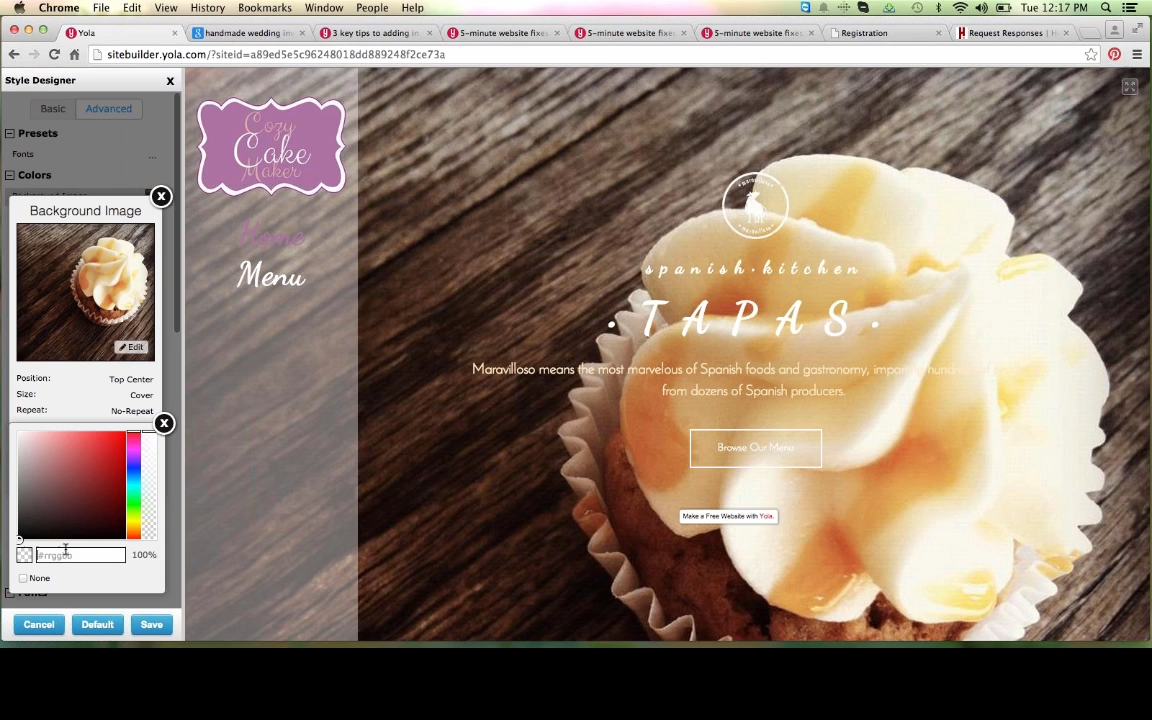 Chrome File Edit View History Bookmarks Window People Help Tue 12:17 PM
Yola handmade wedding im 3 key tips to adding in 5-minute website fixes 5-minute website fixes 5-minute website fixes Registration Request Responses | H
sitebuilder.yola.com/?siteid=a89ed5e5c96248018dd889248f2ce73a
Style Designer X
Basic Advanced
Presets
Fonts ...
Colors
Background Image
X
Background Image
Edit
Position: Top Center
Size: Cover
Repeat: No-Repeat
X
#rrggbb 100%
None
Fonts
Cancel Default Save
Cozy
Cake
Maker
Home
Menu
spanish·kitchen
·TAPAS·
Maravilloso means the most marvelous of Spanish foods and gastronomy,
from dozens of Spanish producers.
Browse Our Menu
Make a Free Website with Yola.